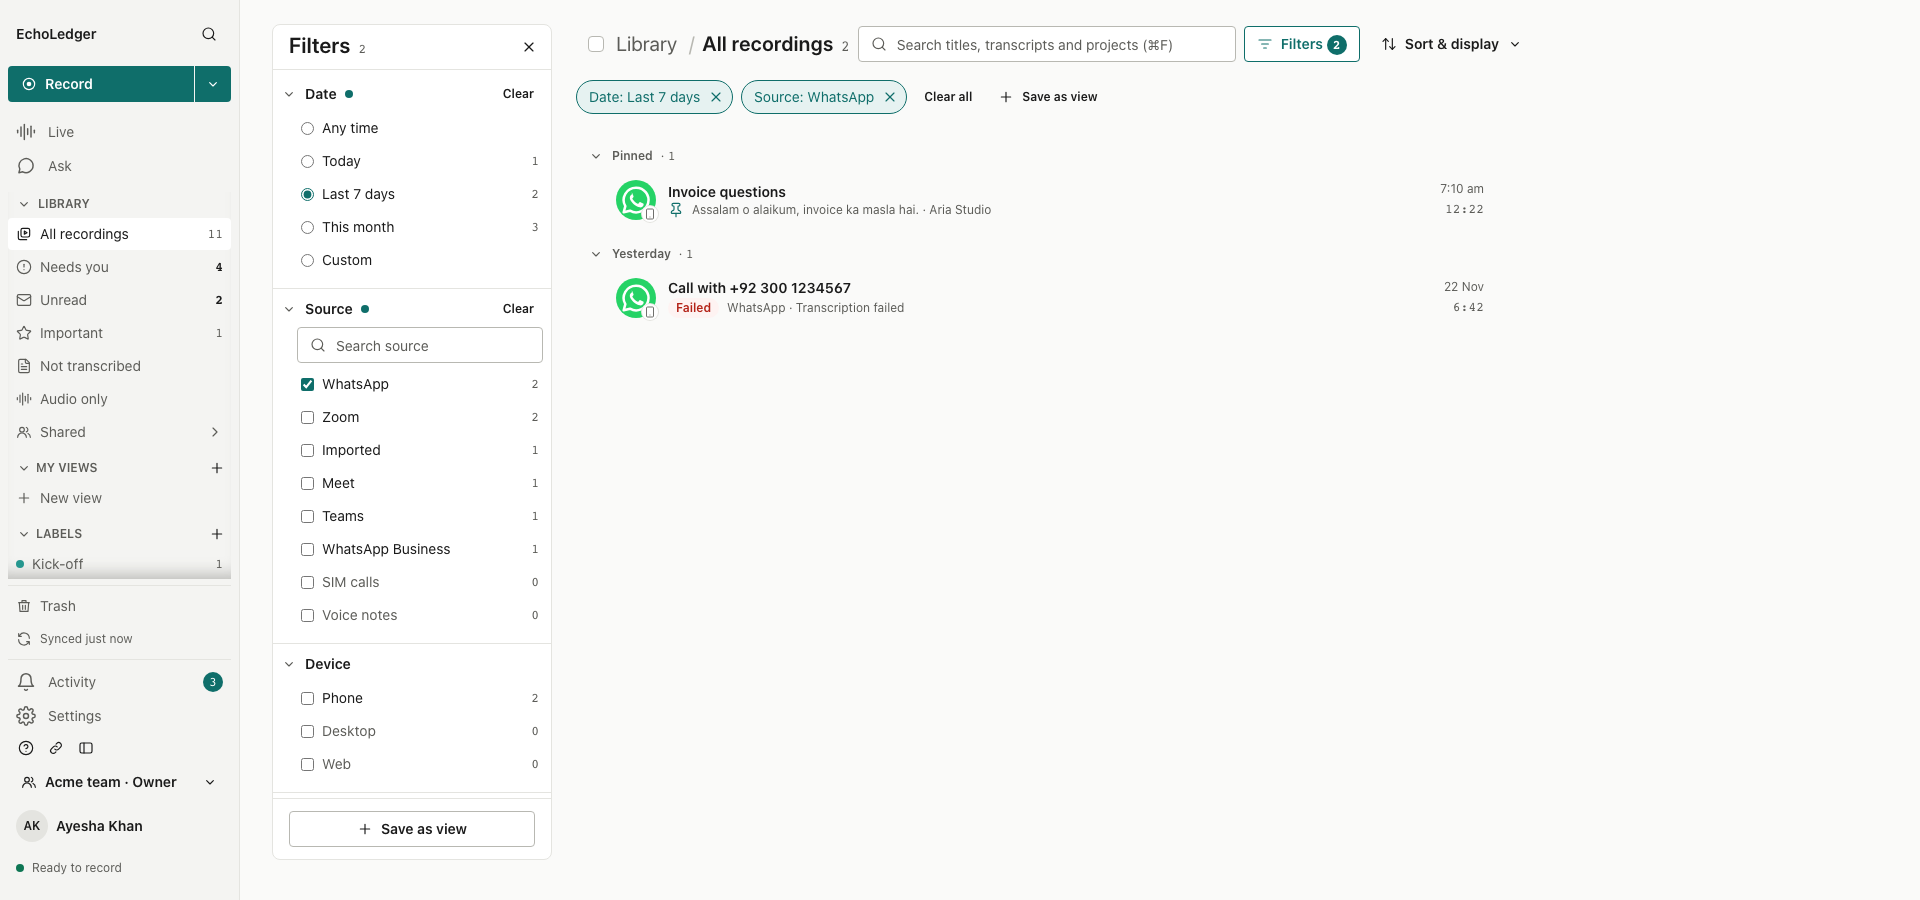 EchoLedger
Record
Live
Ask
LIBRARY
All recordings 11
Needs you 4
Unread 2
Important 1
Not transcribed
Audio only
Shared
MY VIEWS
New view
LABELS
Kick-off 1
Trash
Synced just now
Activity 3
Settings
Acme team · Owner
AK Ayesha Khan
Ready to record
Filters 2
Date Clear
Any time
Today 1
Last 7 days 2
This month 3
Custom
Source Clear
Search source
WhatsApp 2
Zoom 2
Imported 1
Meet 1
Teams 1
WhatsApp Business 1
SIM calls 0
Voice notes 0
Device
Phone 2
Desktop 0
Web 0
Save as view
Library / All recordings 2
Search titles, transcripts and projects (⌘F)
Filters 2
Sort & display
Date: Last 7 days
Source: WhatsApp
Clear all
Save as view
Pinned · 1
Invoice questions 7:10 am
Assalam o alaikum, invoice ka masla hai. · Aria Studio 12:22
Yesterday · 1
Call with +92 300 1234567 22 Nov
Failed WhatsApp · Transcription failed 6:42